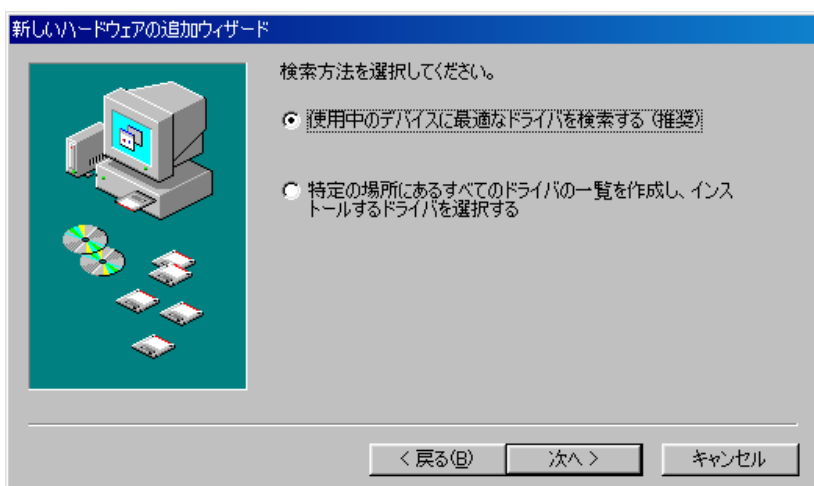 新しいハードウェアの追加ウィザード
検索方法を選択してください。
使用中のデバイスに最適なドライバを検索する (推奨)
特定の場所にあるすべてのドライバの一覧を作成し、インス
トールするドライバを選択する
< 戻る(B)
次へ >
キャンセル